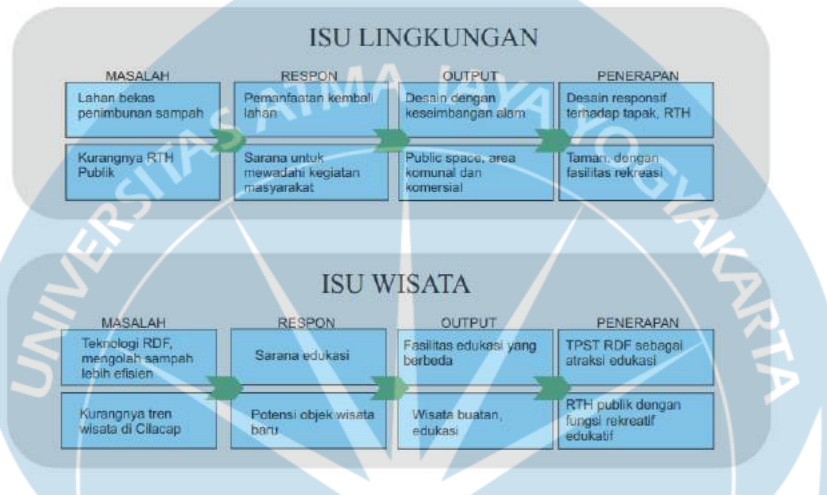 ISU LINGKUNGAN
MASALAH
RESPON
OUTPUT
PENERAPAN
Lahan bekas
penimbunan sampah
Pemanfaatan kembali
lahan
Desain dengan
keseimbangan alam
Desain responsif
terhadap tapak, RTH
Kurangnya RTH
Publik
Sarana untuk
mewadahi kegiatan
masyarakat
Public space, area
komunal dan
komersial
Taman, dengan
fasilitas rekreasi
ISU WISATA
MASALAH
RESPON
OUTPUT
PENERAPAN
Teknologi RDF,
mengolah sampah
lebih efisien
Sarana edukasi
Fasilitas edukasi yang
berbeda
TPST RDF sebagai
atraksi edukasi
Kurangnya tren
wisata di Cilacap
Potensi objek wisata
baru
Wisata buatan,
edukasi
RTH publik dengan
fungsi rekreatif
edukatif
UNIVERSITAS ATMA JAYA YOGYAKARTA